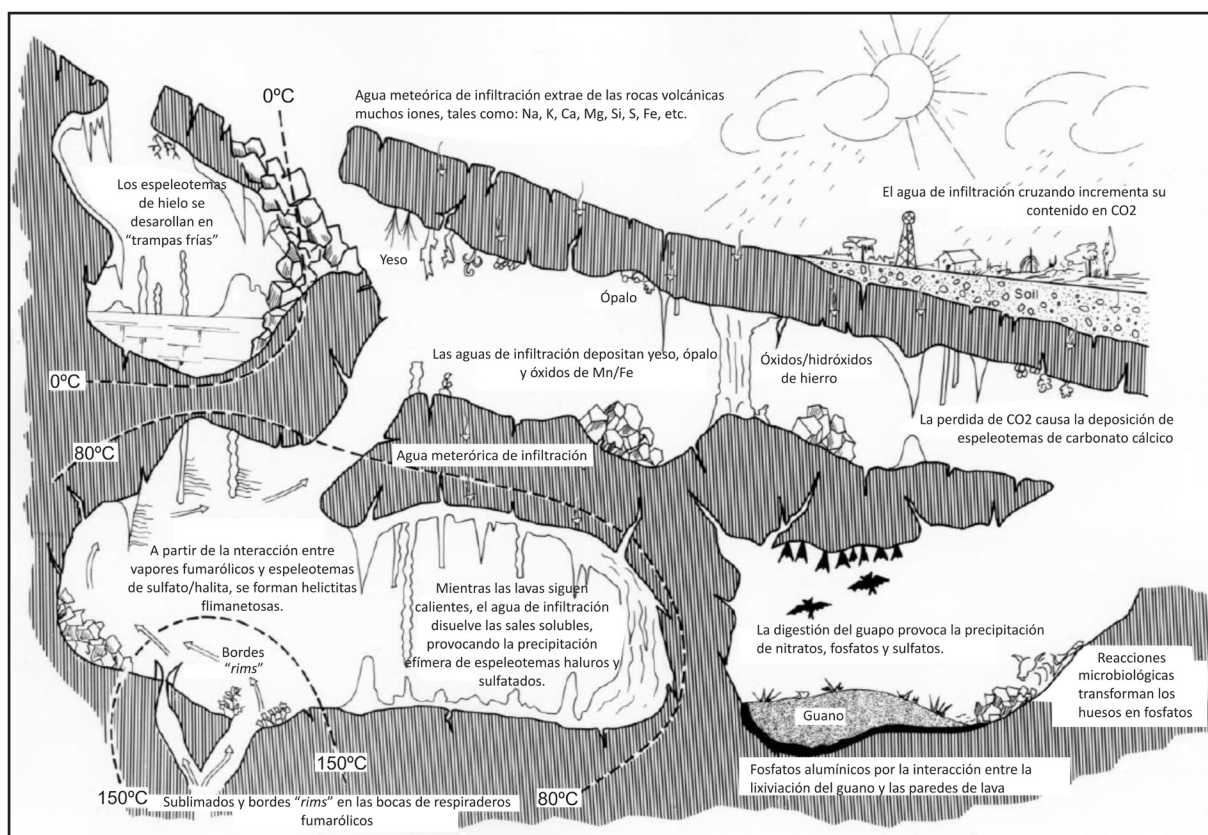 0ºC
Agua meteórica de infiltración extrae de las rocas volcánicas
muchos iones, tales como: Na, K, Ca, Mg, Si, S, Fe, etc.
Los espeleotemas
de hielo se
desarollan en
“trampas frías”
El agua de infiltración cruzando incrementa su
contenido en CO2
Yeso
Ópalo
Soil
Las aguas de infiltración depositan yeso, ópalo
y óxidos de Mn/Fe
Óxidos/hidróxidos
de hierro
0ºC
La perdida de CO2 causa la deposición de
espeleotemas de carbonato cálcico
80ºC
Agua meterórica de infiltración
A partir de la nteracción entre
vapores fumarólicos y espeleotemas
de sulfato/halita, se forman helictitas
flimanetosas.
Mientras las lavas siguen
calientes, el agua de infiltración
disuelve las sales solubles,
provocando la precipitación
efímera de espeleotemas haluros y
sulfatados.
La digestión del guapo provoca la precipitación
de nitratos, fosfatos y sulfatos.
Bordes
“rims”
Reacciones
microbiológicas
transforman los
huesos en fosfatos
Guano
150ºC
Fosfatos alumínicos por la interacción entre la
lixiviación del guano y las paredes de lava
150ºC
80ºC
Sublimados y bordes “rims” en las bocas de respiraderos
fumarólicos